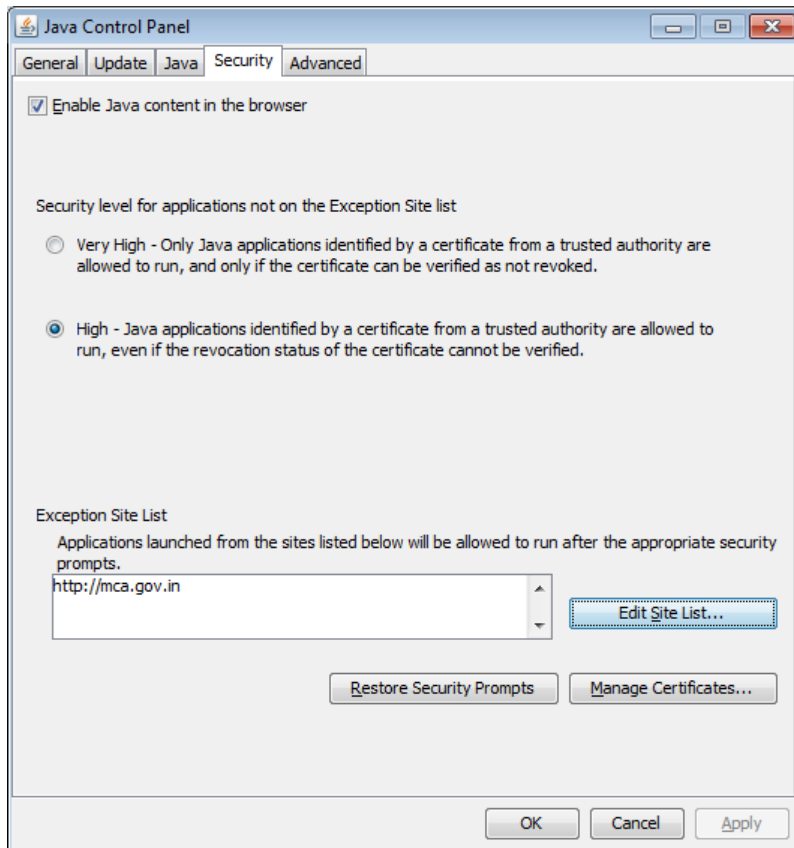 Java Control Panel
General Update Java Security Advanced
Enable Java content in the browser
Security level for applications not on the Exception Site list
Very High - Only Java applications identified by a certificate from a trusted authority are
allowed to run, and only if the certificate can be verified as not revoked.
High - Java applications identified by a certificate from a trusted authority are allowed to
run, even if the revocation status of the certificate cannot be verified.
Exception Site List
Applications launched from the sites listed below will be allowed to run after the appropriate security
prompts.
http://mca.gov.in
Edit Site List...
Restore Security Prompts Manage Certificates...
OK Cancel Apply